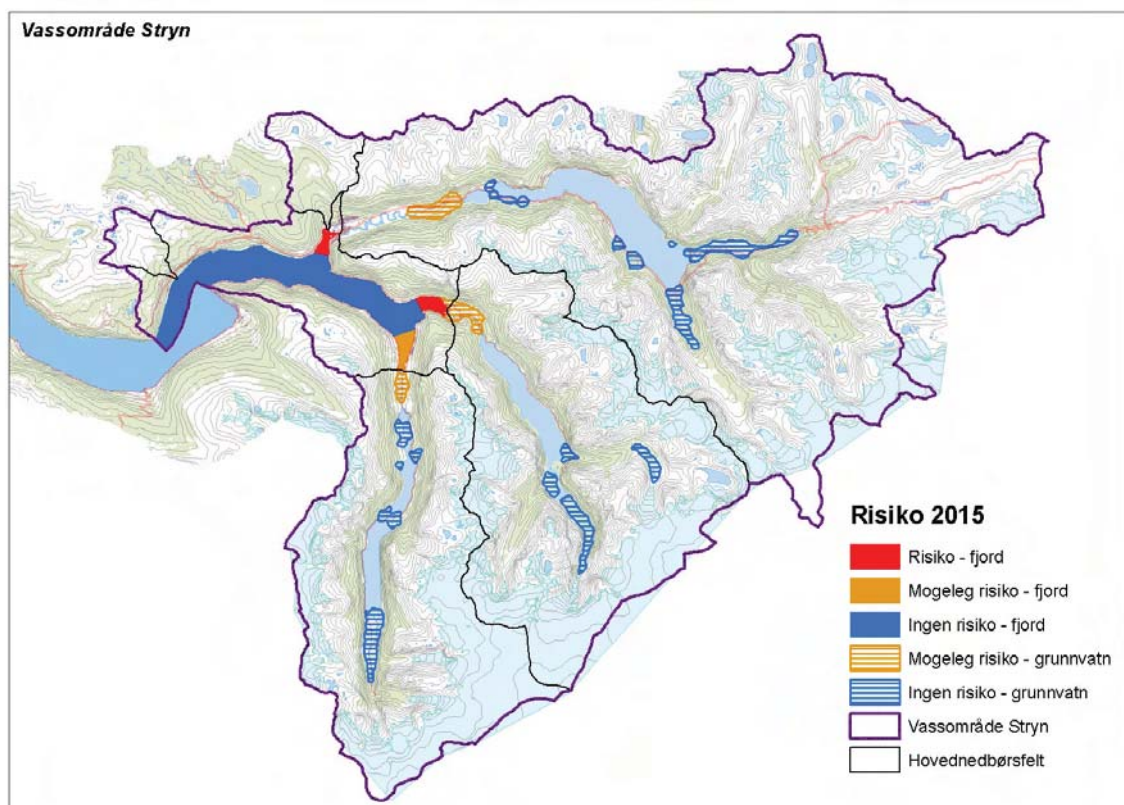 Vassområde Stryn
Risiko 2015
Risiko - fjord
Mogeleg risiko - fjord
Ingen risiko - fjord
Mogeleg risiko - grunnvatn
Ingen risiko - grunnvatn
Vassområde Stryn
Hovednedbørsfelt